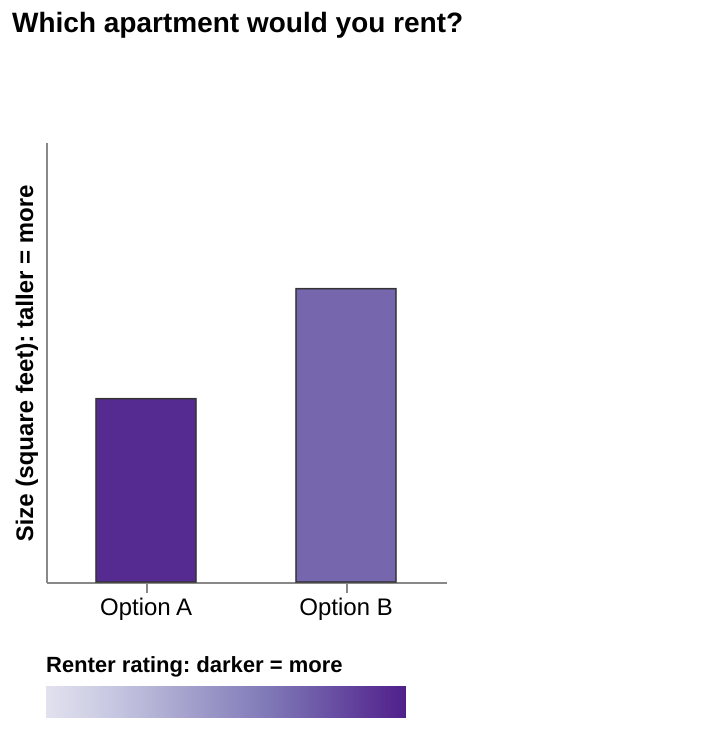 Which apartment would you rent?
Size (square feet): taller = more
Option A
Option B
Renter rating: darker = more